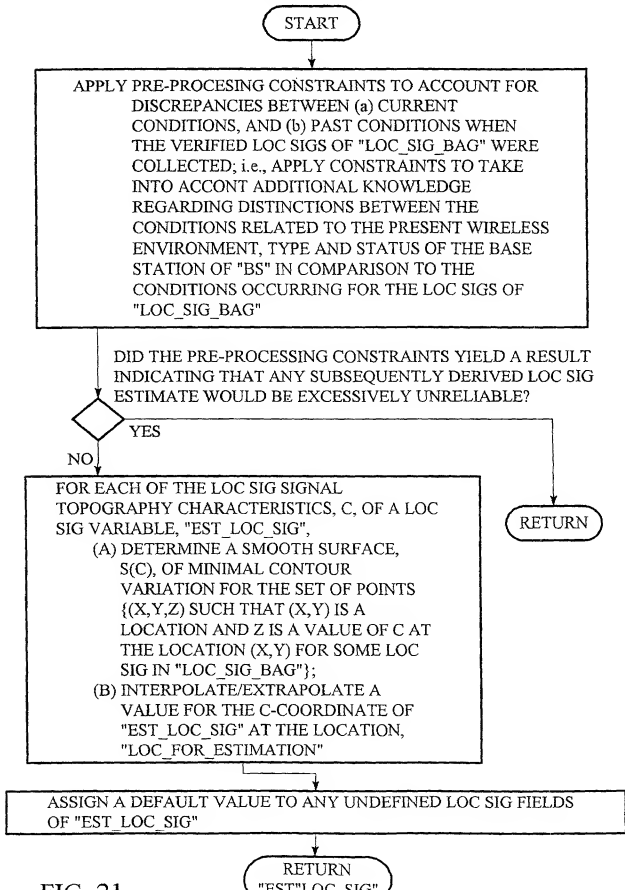 START
APPLY PRE-PROCESING CONSTRAINTS TO ACCOUNT FOR
DISCREPANCIES BETWEEN (a) CURRENT
CONDITIONS, AND (b) PAST CONDITIONS WHEN
THE VERIFIED LOC SIGS OF "LOC_SIG_BAG" WERE
COLLECTED; i.e., APPLY CONSTRAINTS TO TAKE
INTO ACCONT ADDITIONAL KNOWLEDGE
REGARDING DISTINCTIONS BETWEEN THE
CONDITIONS RELATED TO THE PRESENT WIRELESS
ENVIRONMENT, TYPE AND STATUS OF THE BASE
STATION OF "BS" IN COMPARISON TO THE
CONDITIONS OCCURRING FOR THE LOC SIGS OF
"LOC_SIG_BAG"
DID THE PRE-PROCESSING CONSTRAINTS YIELD A RESULT
INDICATING THAT ANY SUBSEQUENTLY DERIVED LOC SIG
ESTIMATE WOULD BE EXCESSIVELY UNRELIABLE?
YES
NO
FOR EACH OF THE LOC SIG SIGNAL
TOPOGRAPHY CHARACTERISTICS, C, OF A LOC
SIG VARIABLE, "EST_LOC_SIG",
(A) DETERMINE A SMOOTH SURFACE,
S(C), OF MINIMAL CONTOUR
VARIATION FOR THE SET OF POINTS
{(X,Y,Z) SUCH THAT (X,Y) IS A
LOCATION AND Z IS A VALUE OF C AT
THE LOCATION (X,Y) FOR SOME LOC
SIG IN "LOC_SIG_BAG"};
(B) INTERPOLATE/EXTRAPOLATE A
VALUE FOR THE C-COORDINATE OF
"EST_LOC_SIG" AT THE LOCATION,
"LOC_FOR_ESTIMATION"
RETURN
ASSIGN A DEFAULT VALUE TO ANY UNDEFINED LOC SIG FIELDS
OF "EST_LOC_SIG"
RETURN
"EST"LOC_SIG"
FIG. 21